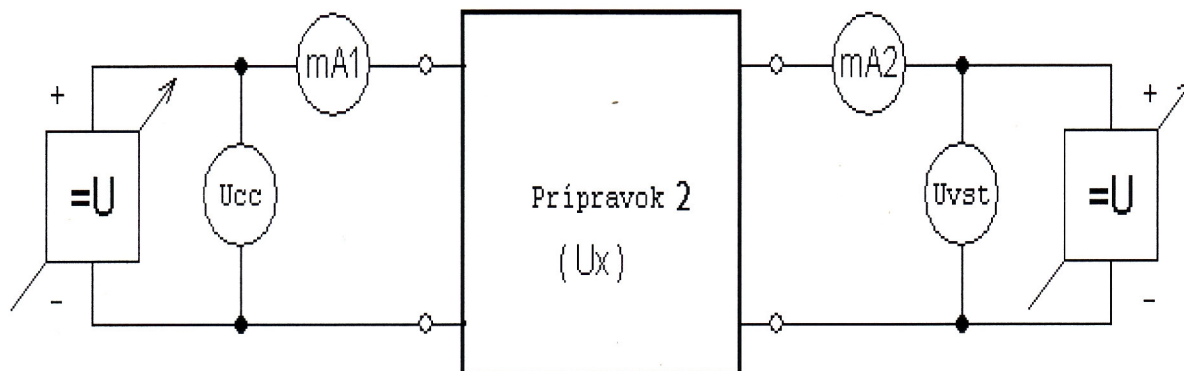 mA1
mA2
+
+
=U
Ucc
Prípravok 2
(Ux)
Uvst
=U
-
-